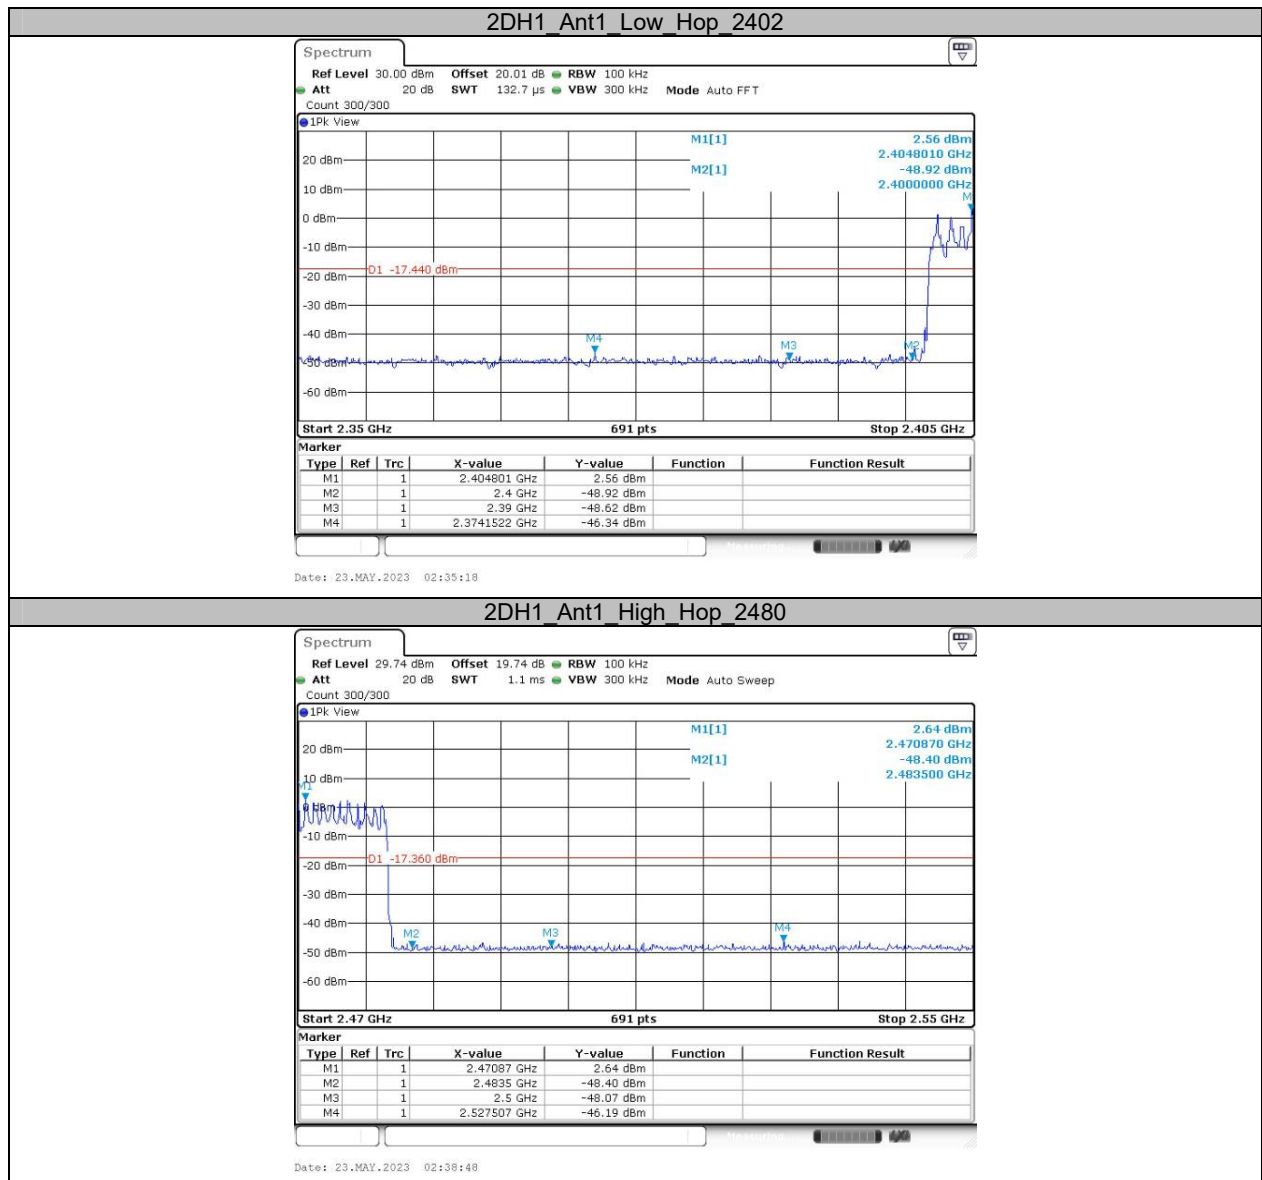 2DH1_Ant1_Low_Hop_2402
Spectrum
Ref Level 30.00 dBm Offset 20.01 dB RBW 100 kHz
Att 20 dB SWT 132.7 µs VBW 300 kHz Mode Auto FFT
Count 300/300
1Pk View
M1[1] 2.56 dBm
2.4048010 GHz
M2[1] -48.92 dBm
2.4000000 GHz
20 dBm
10 dBm
0 dBm
-10 dBm
D1 -17.440 dBm
-20 dBm
-30 dBm
-40 dBm
M4
M3
M2
-50 dBm
-60 dBm
Start 2.35 GHz 691 pts Stop 2.405 GHz
Marker
Type Ref Trc X-value Y-value Function Function Result
M1 1 2.404801 GHz 2.56 dBm
M2 1 2.4 GHz -48.92 dBm
M3 1 2.39 GHz -48.62 dBm
M4 1 2.3741522 GHz -46.34 dBm
Measuring...
Date: 23.MAY.2023 02:35:18
2DH1_Ant1_High_Hop_2480
Spectrum
Ref Level 29.74 dBm Offset 19.74 dB RBW 100 kHz
Att 20 dB SWT 1.1 ms VBW 300 kHz Mode Auto Sweep
Count 300/300
1Pk View
M1[1] 2.64 dBm
2.470870 GHz
M2[1] -48.40 dBm
2.483500 GHz
20 dBm
10 dBm
M1
0 dBm
-10 dBm
D1 -17.360 dBm
-20 dBm
-30 dBm
-40 dBm
M2
M3
M4
-50 dBm
-60 dBm
Start 2.47 GHz 691 pts Stop 2.55 GHz
Marker
Type Ref Trc X-value Y-value Function Function Result
M1 1 2.47087 GHz 2.64 dBm
M2 1 2.4835 GHz -48.40 dBm
M3 1 2.5 GHz -48.07 dBm
M4 1 2.527507 GHz -46.19 dBm
Measuring...
Date: 23.MAY.2023 02:38:48